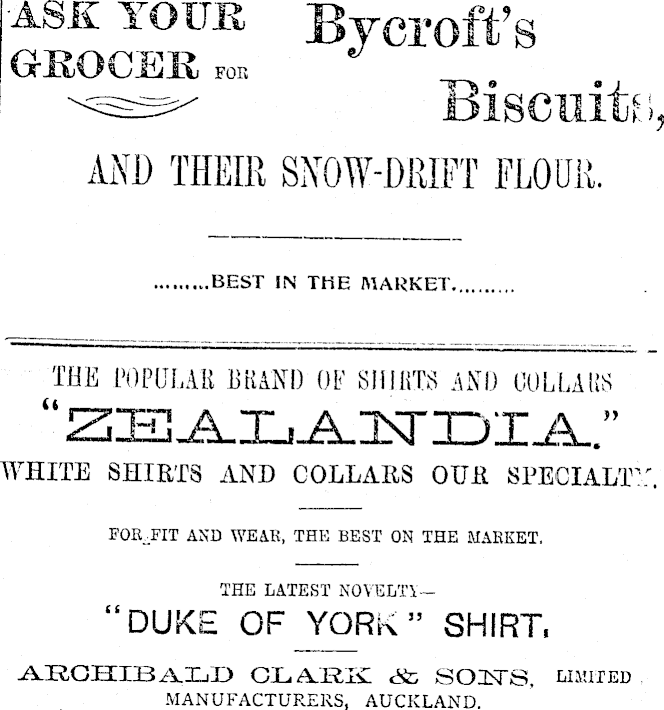 ASK YOUR
GROCER FOR
Bycroft's
Biscuits,
AND THEIR SNOW-DRIFT FLOUR.
.........BEST IN THE MARKET..........
THE POPULAR BRAND OF SHIRTS AND COLLARS
"ZEALANDIA."
WHITE SHIRTS AND COLLARS OUR SPECIALTY.
FOR FIT AND WEAR, THE BEST ON THE MARKET.
THE LATEST NOVELTY—
"DUKE OF YORK" SHIRT.
ARCHIBALD CLARK & SONS, LIMITED.
MANUFACTURERS, AUCKLAND.